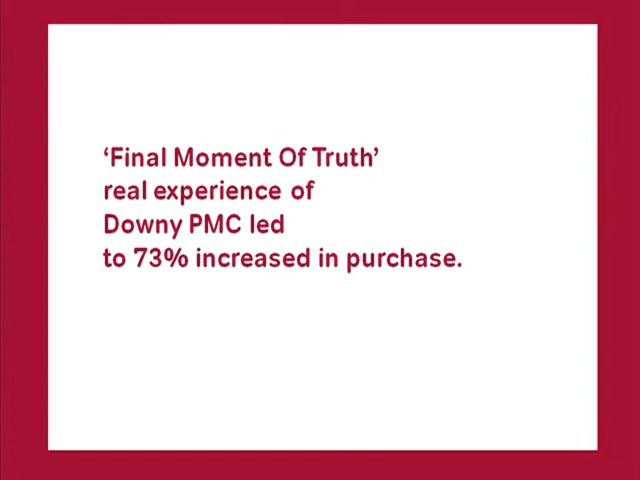 ‘Final Moment Of Truth’
real experience of
Downy PMC led
to 73% increased in purchase.